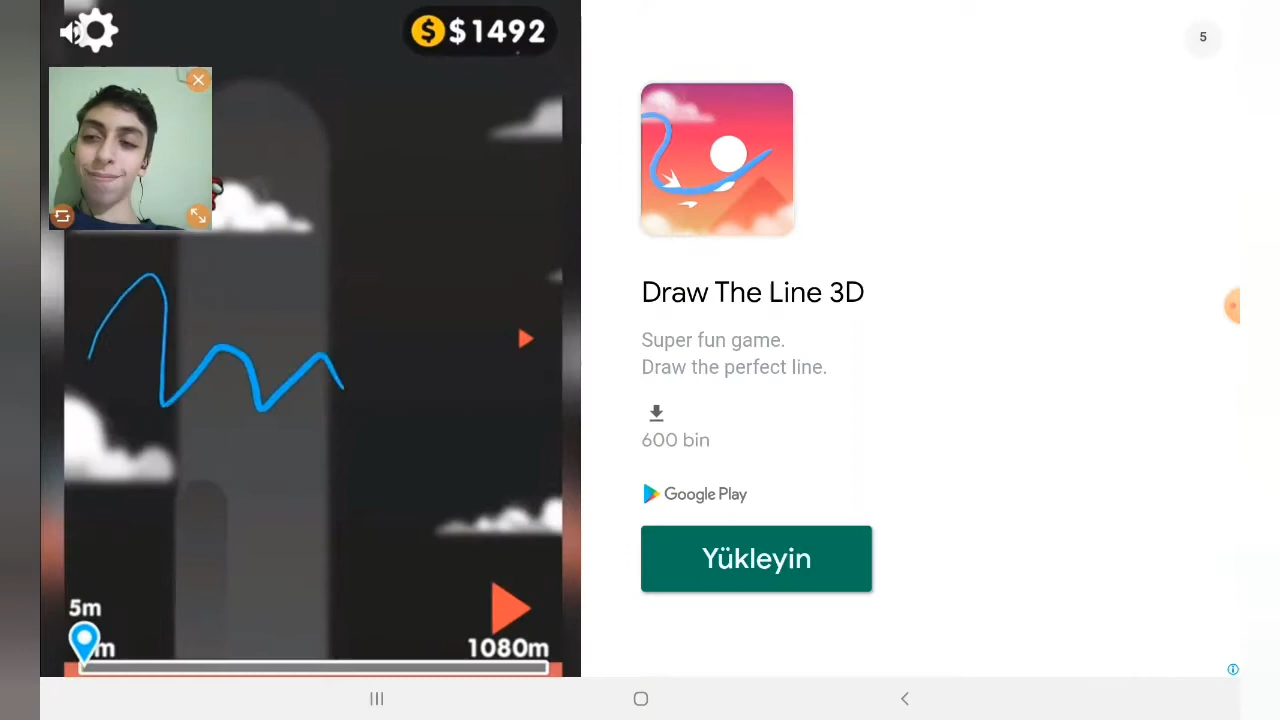 $1492
5m
1080m
5
Draw The Line 3D
Super fun game.
Draw the perfect line.
600 bin
Google Play
Yükleyin